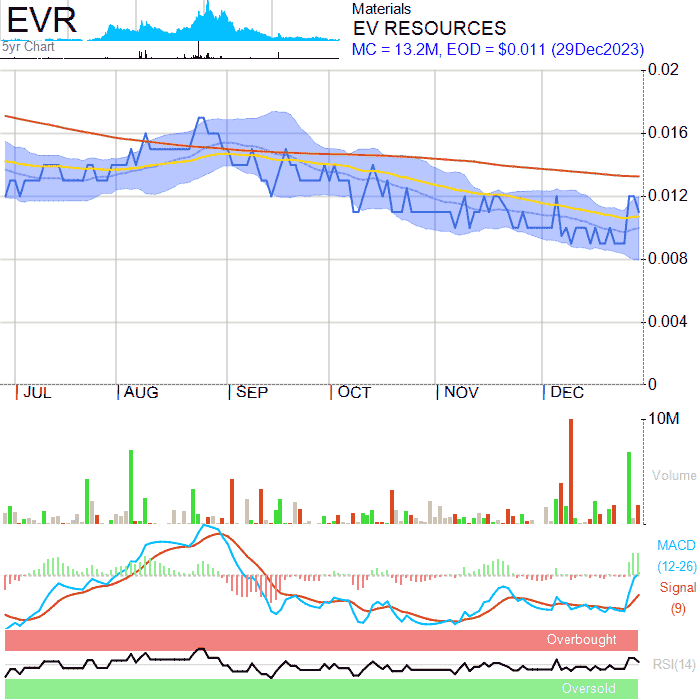 EVR
5yr Chart
Materials
EV RESOURCES
MC = 13.2M, EOD = $0.011 (29Dec2023)
0.02
0.016
0.012
0.008
0.004
0
JUL AUG SEP OCT NOV DEC
10M
Volume
MACD
(12-26)
Signal
(9)
Overbought
RSI(14)
Oversold